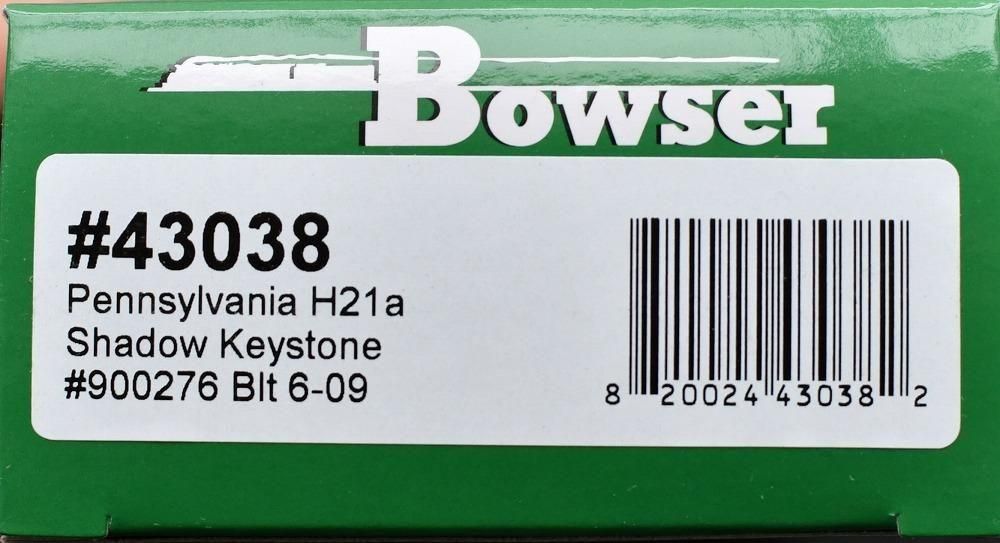 Bowser
#43038
Pennsylvania H21a
Shadow Keystone
#900276 Blt 6-09
8 20024 43038 2